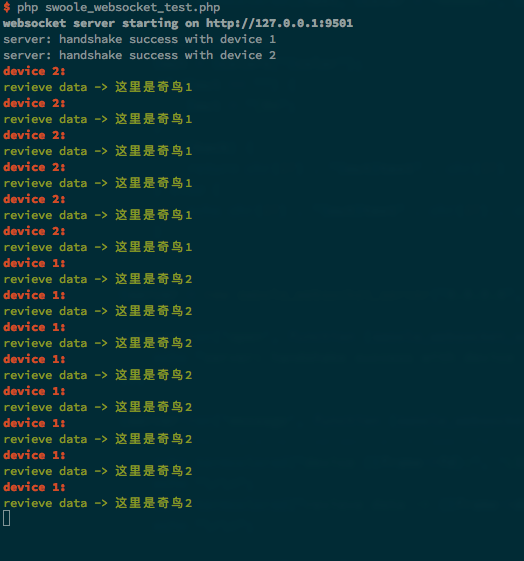 $ php swoole_websocket_test.php
websocket server starting on http://127.0.0.1:9501
server: handshake success with device 1
server: handshake success with device 2
device 2:
revieve data -> 这里是奇鸟1
device 2:
revieve data -> 这里是奇鸟1
device 2:
revieve data -> 这里是奇鸟1
device 2:
revieve data -> 这里是奇鸟1
device 2:
revieve data -> 这里是奇鸟1
device 2:
revieve data -> 这里是奇鸟1
device 1:
revieve data -> 这里是奇鸟2
device 1:
revieve data -> 这里是奇鸟2
device 1:
revieve data -> 这里是奇鸟2
device 1:
revieve data -> 这里是奇鸟2
device 1:
revieve data -> 这里是奇鸟2
device 1:
revieve data -> 这里是奇鸟2
device 1:
revieve data -> 这里是奇鸟2
device 1:
revieve data -> 这里是奇鸟2